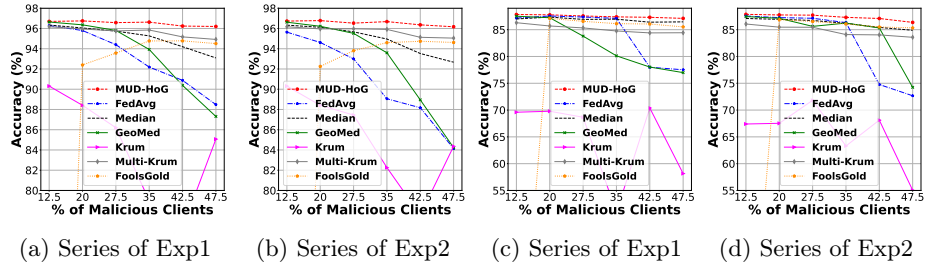 98
96
94
92
90
88
86
84
82
80
Accuracy (%)
MUD-HoG
FedAvg
Median
GeoMed
Krum
Multi-Krum
FoolsGold
12.5 20 27.5 35 42.5 47.5
% of Malicious Clients
(a) Series of Exp1
98
96
94
92
90
88
86
84
82
80
Accuracy (%)
MUD-HoG
FedAvg
Median
GeoMed
Krum
Multi-Krum
FoolsGold
12.5 20 27.5 35 42.5 47.5
% of Malicious Clients
(b) Series of Exp2
85
80
75
70
65
60
55
Accuracy (%)
MUD-HoG
FedAvg
Median
GeoMed
Krum
Multi-Krum
FoolsGold
12.5 20 27.5 35 42.5 47.5
% of Malicious Clients
(c) Series of Exp1
85
80
75
70
65
60
55
Accuracy (%)
MUD-HoG
FedAvg
Median
GeoMed
Krum
Multi-Krum
FoolsGold
12.5 20 27.5 35 42.5 47.5
% of Malicious Clients
(d) Series of Exp2